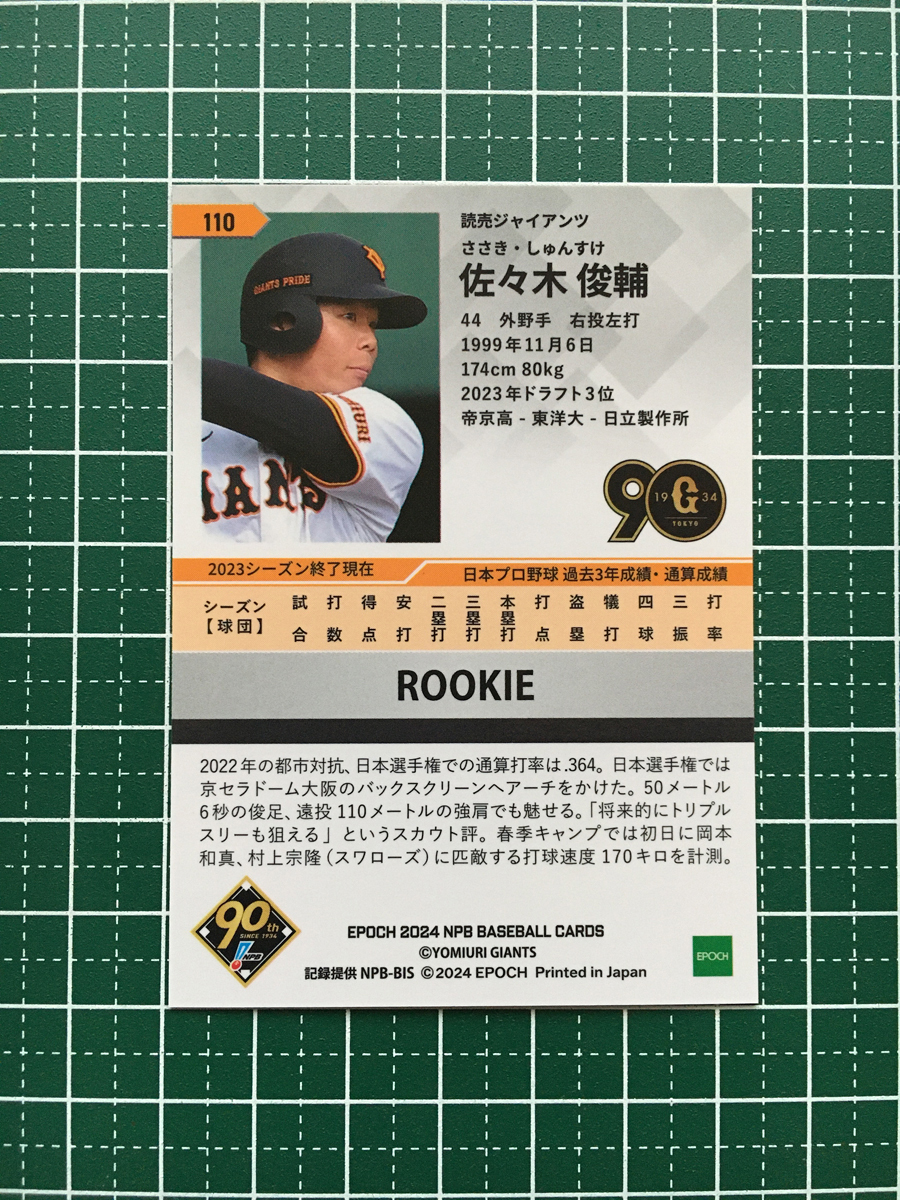 110
読売ジャイアンツ
ささき・しゅんすけ
佐々木 俊輔
44 外野手 右投左打
1999年11月6日
174cm 80kg
2023年ドラフト3位
帝京高 - 東洋大 - 日立製作所
GIANTS PRIDE
GIANTS
90
1934
G
TOKYO
2023シーズン終了現在
日本プロ野球 過去3年成績・通算成績
シーズン【球団】 試合 打数 得点 安打 二塁打 三塁打 本塁打 打点 盗塁 犠打 四球 三振 打率
ROOKIE
2022年の都市対抗、日本選手権での通算打率は.364。日本選手権では
京セラドーム大阪のバックスクリーンへアーチをかけた。50メートル
6秒の俊足、遠投110メートルの強肩でも魅せる。「将来的にトリプル
スリーも狙える」というスカウト評。春季キャンプでは初日に岡本
和真、村上宗隆(スワローズ)に匹敵する打球速度170キロを計測。
90th
SINCE 1934
NPB
EPOCH 2024 NPB BASEBALL CARDS
©YOMIURI GIANTS
記録提供 NPB-BIS ©2024 EPOCH Printed in Japan
EPOCH